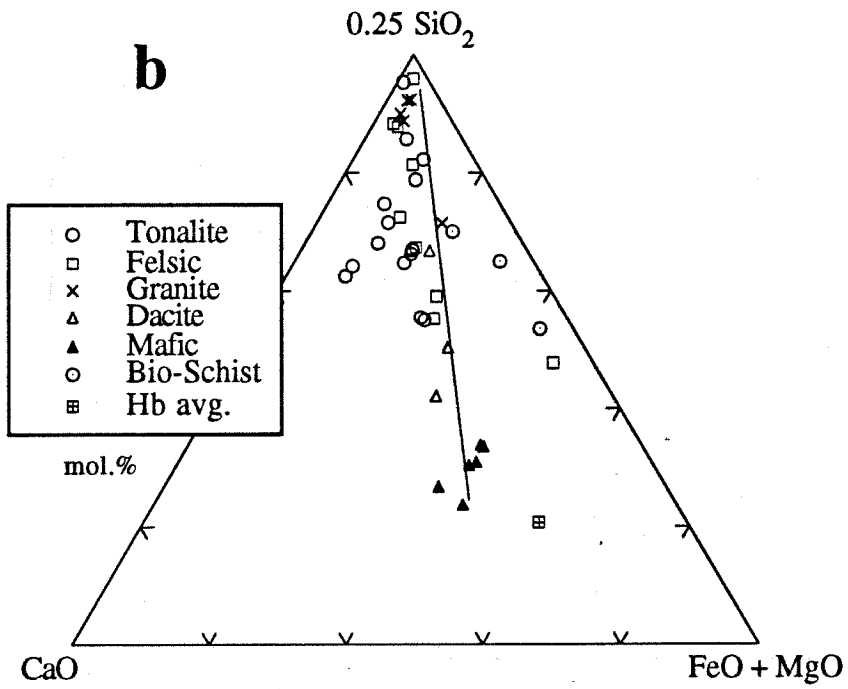 0.25 SiO₂
b
Tonalite
Felsic
Granite
Dacite
Mafic
Bio-Schist
Hb avg.
mol.%
CaO
FeO + MgO